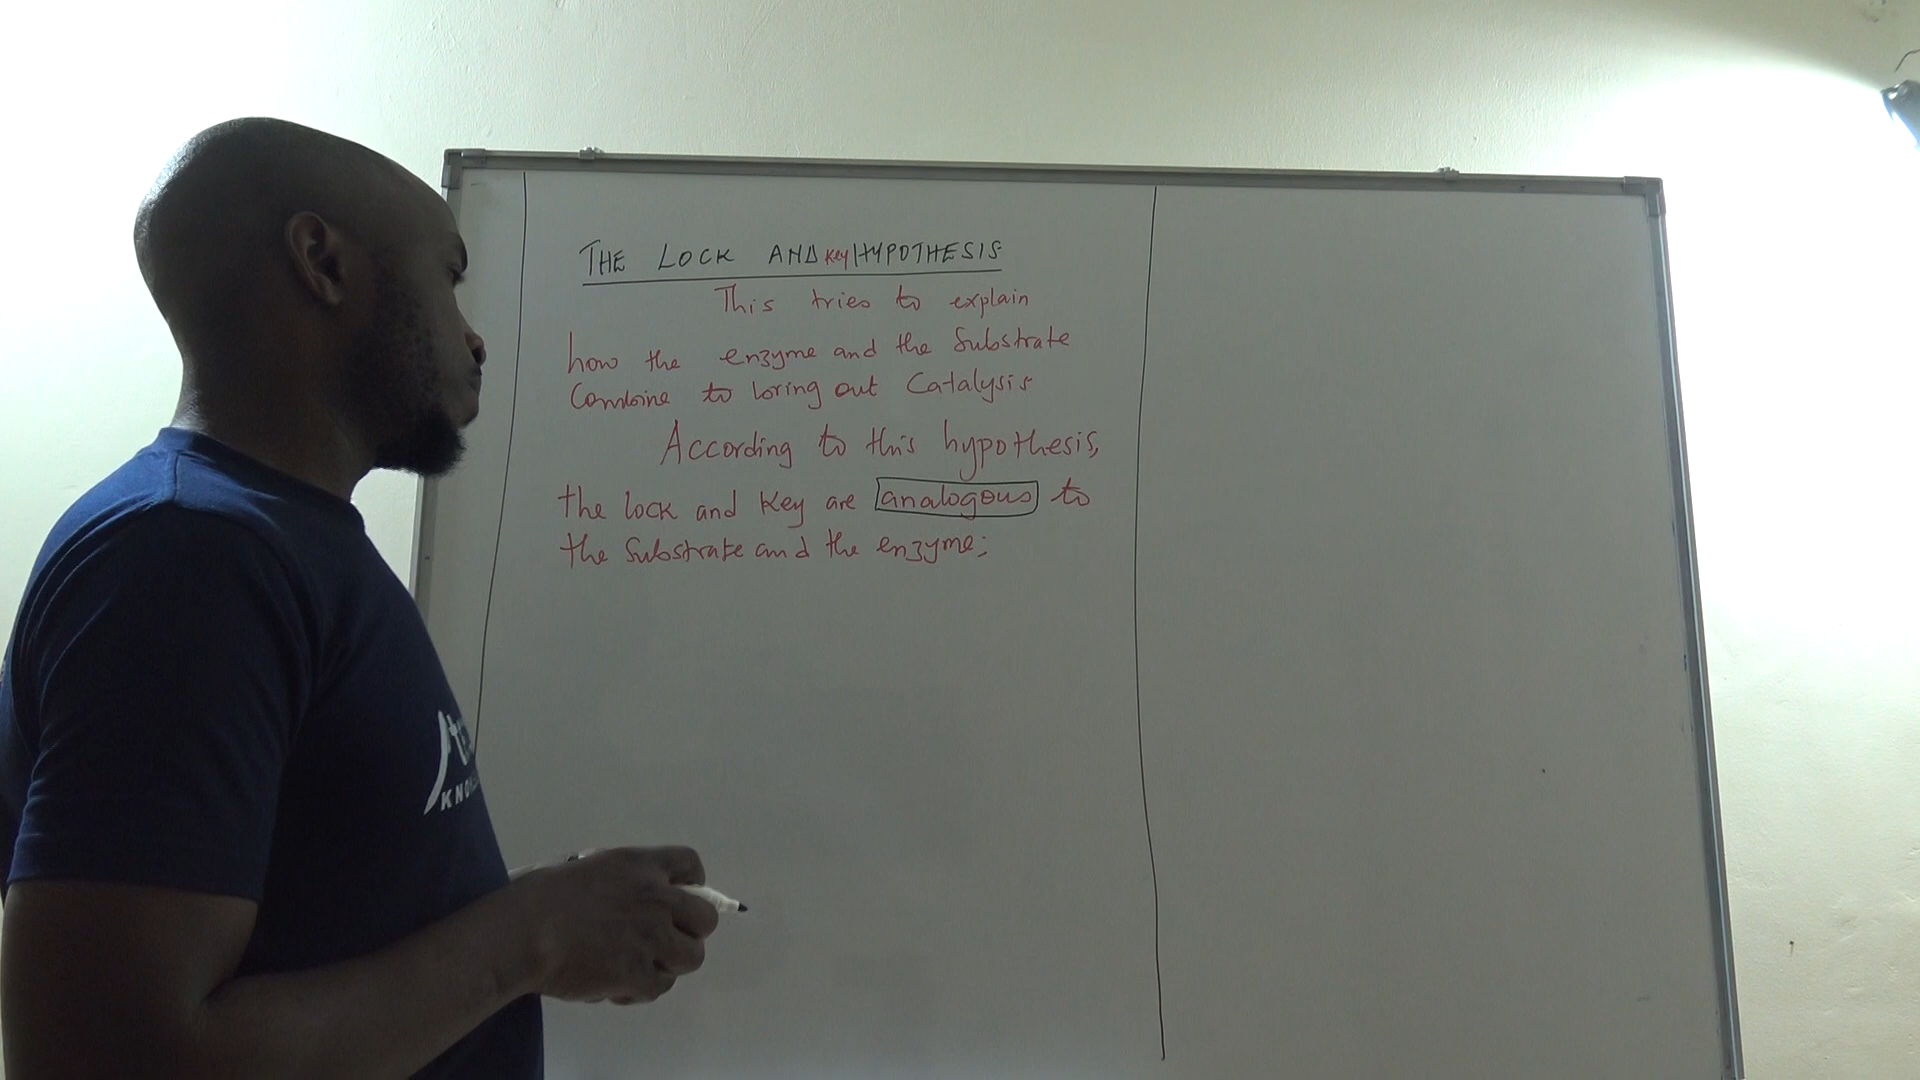 THE LOCK AND key HYPOTHESIS
This tries to explain
how the enzyme and the Substrate
Combine to bring out Catalysis
According to this hypothesis,
the lock and key are analogous to
the Substrate and the enzyme;